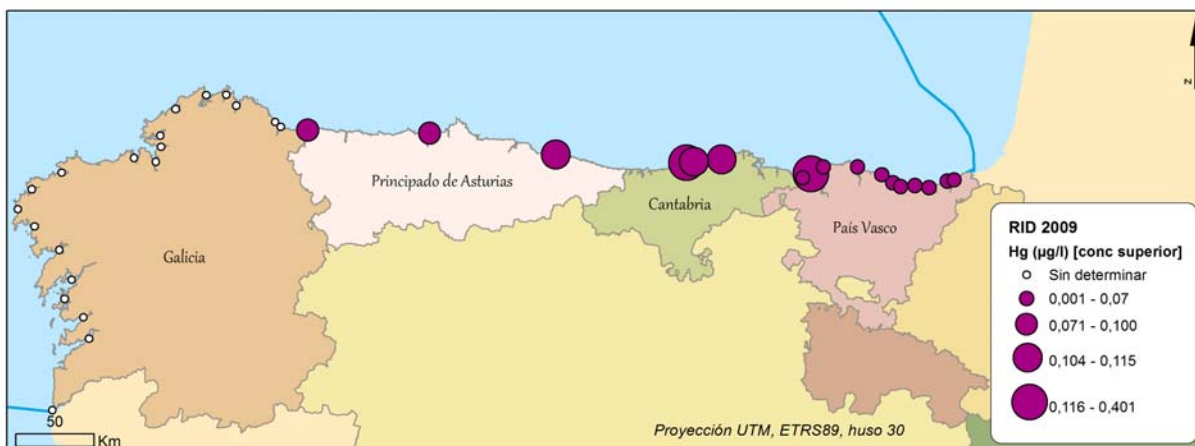 Principado de Asturias
Cantabria
País Vasco
Galicia
z
RID 2009
Hg (µg/l) [conc superior]
Sin determinar
0,001 - 0,07
0,071 - 0,100
0,104 - 0,115
0,116 - 0,401
50
Km
Proyección UTM, ETRS89, huso 30